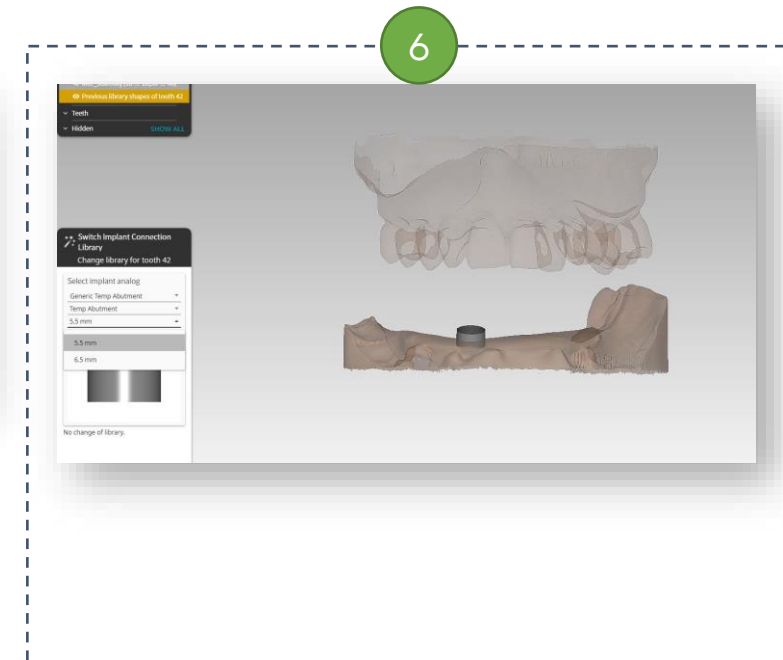 6
Previous library shapes of tooth 42
Teeth
Hidden SHOW ALL
Switch Implant Connection
Library
Change library for tooth 42
Select implant analog
Generic Temp Abutment
Temp Abutment
5.5 mm
5.5 mm
6.5 mm
No change of library.